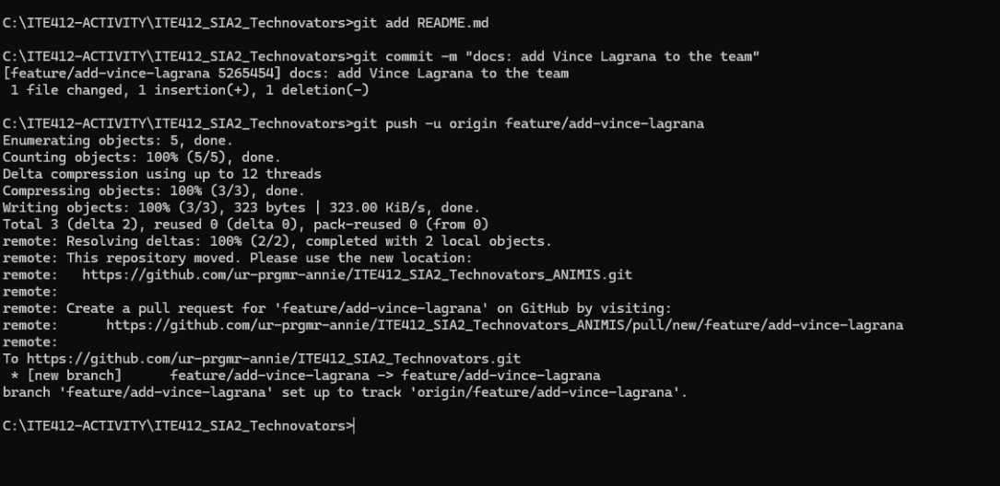 C:\ITE412-ACTIVITY\ITE412_SIA2_Technovators>git add README.md
C:\ITE412-ACTIVITY\ITE412_SIA2_Technovators>git commit -m "docs: add Vince Lagrana to the team"
[feature/add-vince-lagrana 5265454] docs: add Vince Lagrana to the team
 1 file changed, 1 insertion(+), 1 deletion(-)
C:\ITE412-ACTIVITY\ITE412_SIA2_Technovators>git push -u origin feature/add-vince-lagrana
Enumerating objects: 5, done.
Counting objects: 100% (5/5), done.
Delta compression using up to 12 threads
Compressing objects: 100% (3/3), done.
Writing objects: 100% (3/3), 323 bytes | 323.00 KiB/s, done.
Total 3 (delta 2), reused 0 (delta 0), pack-reused 0 (from 0)
remote: Resolving deltas: 100% (2/2), completed with 2 local objects.
remote: This repository moved. Please use the new location:
remote:   https://github.com/ur-prgmr-annie/ITE412_SIA2_Technovators_ANIMIS.git
remote:
remote: Create a pull request for 'feature/add-vince-lagrana' on GitHub by visiting:
remote:      https://github.com/ur-prgmr-annie/ITE412_SIA2_Technovators_ANIMIS/pull/new/feature/add-vince-lagrana
remote:
To https://github.com/ur-prgmr-annie/ITE412_SIA2_Technovators.git
 * [new branch]      feature/add-vince-lagrana -> feature/add-vince-lagrana
branch 'feature/add-vince-lagrana' set up to track 'origin/feature/add-vince-lagrana'.
C:\ITE412-ACTIVITY\ITE412_SIA2_Technovators>